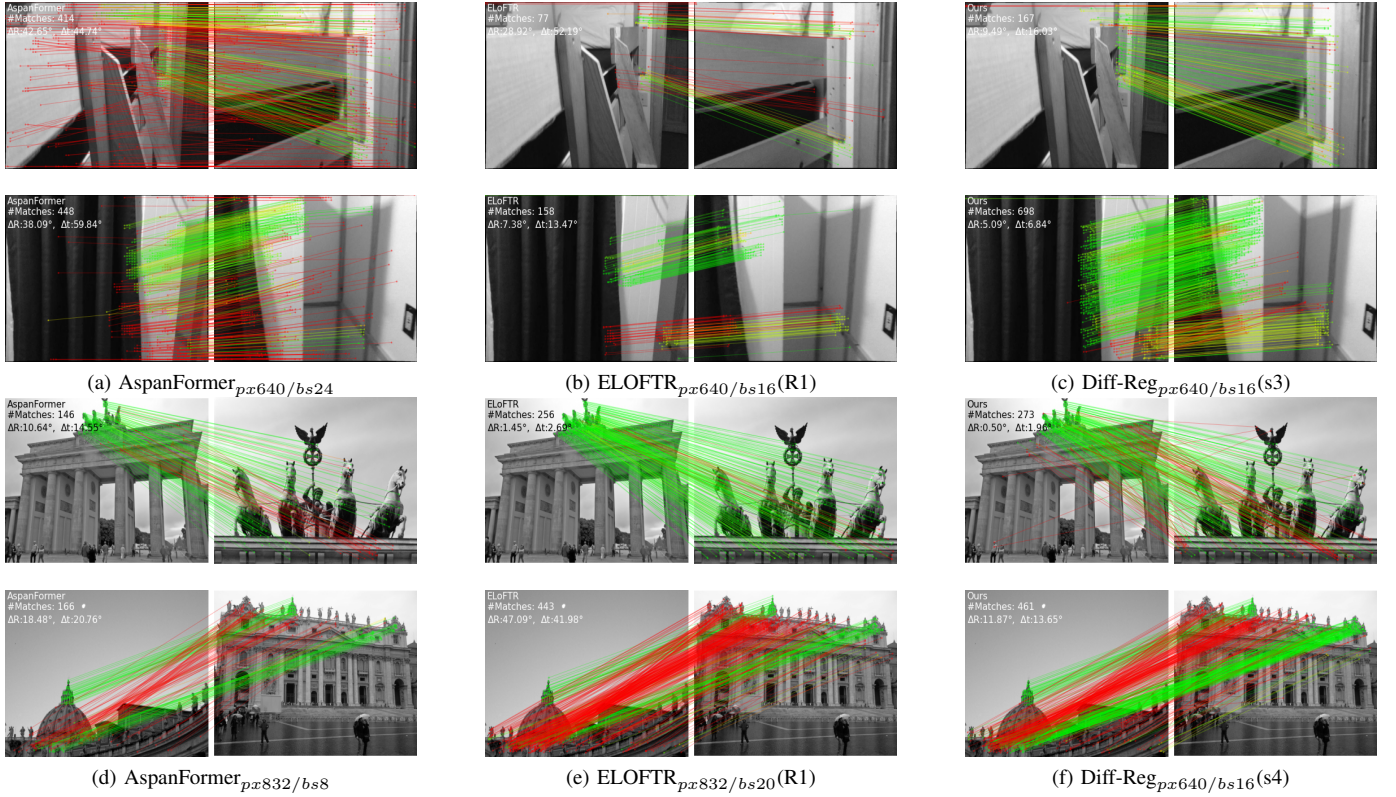 AspanFormer
#Matches: 414
ΔR:42.65°, Δt:44.74°
ELoFTR
#Matches: 77
ΔR:28.92°, Δt:52.19°
Ours
#Matches: 167
ΔR:9.49°, Δt:16.03°
AspanFormer
#Matches: 448
ΔR:38.09°, Δt:59.84°
ELoFTR
#Matches: 158
ΔR:7.38°, Δt:13.47°
Ours
#Matches: 698
ΔR:5.09°, Δt:6.84°
(a) AspanFormer px640/bs24
(b) ELOFTR px640/bs16(R1)
(c) Diff-Reg px640/bs16(s3)
AspanFormer
#Matches: 146
ΔR:10.64°, Δt:14.55°
ELoFTR
#Matches: 256
ΔR:1.45°, Δt:2.69°
Ours
#Matches: 273
ΔR:0.50°, Δt:1.96°
AspanFormer
#Matches: 166
ΔR:18.48°, Δt:20.76°
ELoFTR
#Matches: 443
ΔR:47.09°, Δt:41.98°
Ours
#Matches: 461
ΔR:11.87°, Δt:13.65°
(d) AspanFormer px832/bs8
(e) ELOFTR px832/bs20(R1)
(f) Diff-Reg px640/bs16(s4)